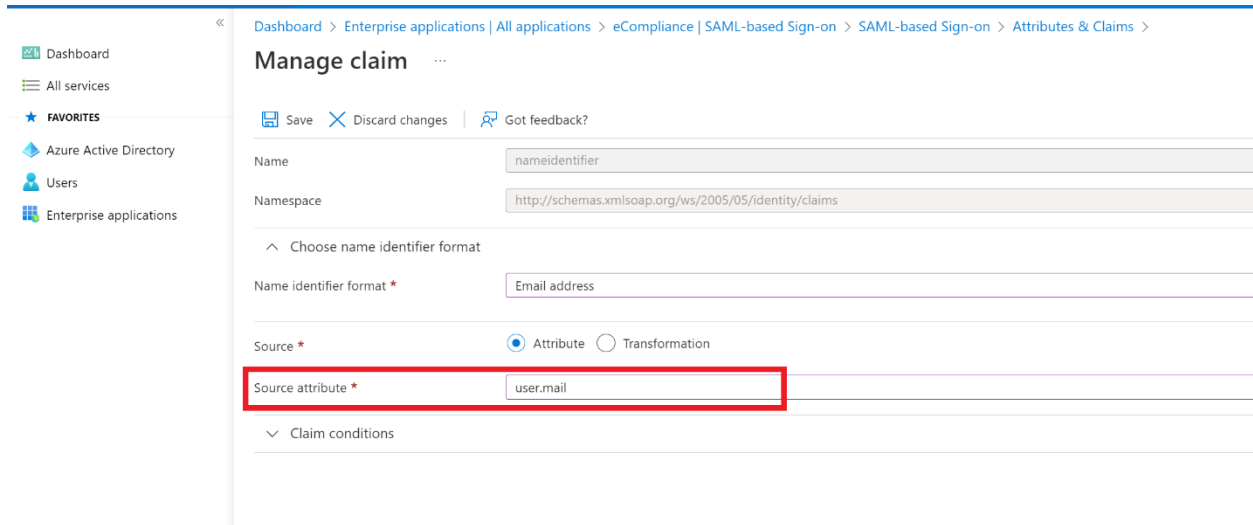 «
Dashboard
All services
FAVORITES
Azure Active Directory
Users
Enterprise applications
Dashboard > Enterprise applications | All applications > eCompliance | SAML-based Sign-on > SAML-based Sign-on > Attributes & Claims >
Manage claim ...
Save Discard changes Got feedback?
Name nameidentifier
Namespace http://schemas.xmlsoap.org/ws/2005/05/identity/claims
Choose name identifier format
Name identifier format * Email address
Source * Attribute Transformation
Source attribute * user.mail
Claim conditions